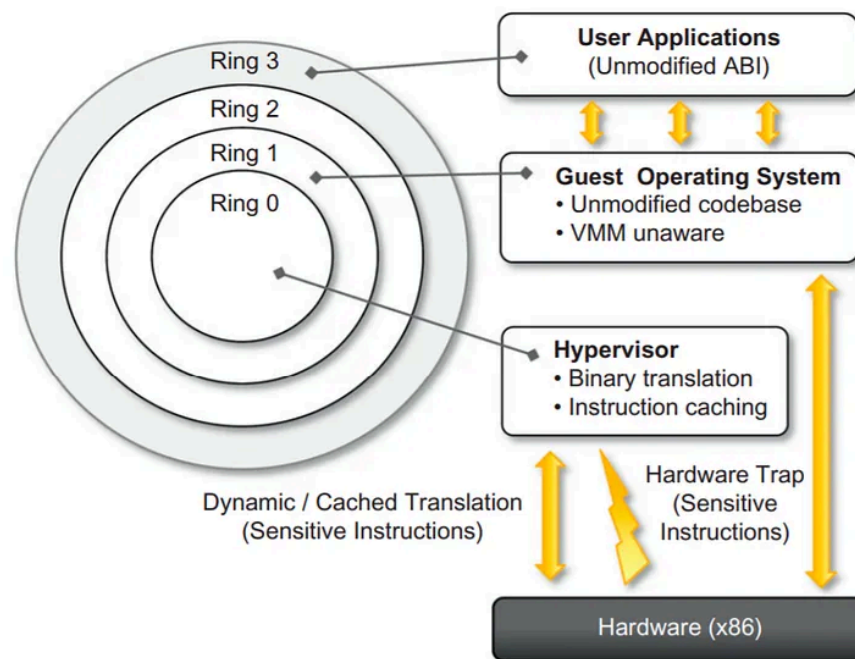 Ring 3
Ring 2
Ring 1
Ring 0
User Applications
(Unmodified ABI)
Guest Operating System
• Unmodified codebase
• VMM unaware
Hypervisor
• Binary translation
• Instruction caching
Dynamic / Cached Translation
(Sensitive Instructions)
Hardware Trap
(Sensitive
Instructions)
Hardware (x86)